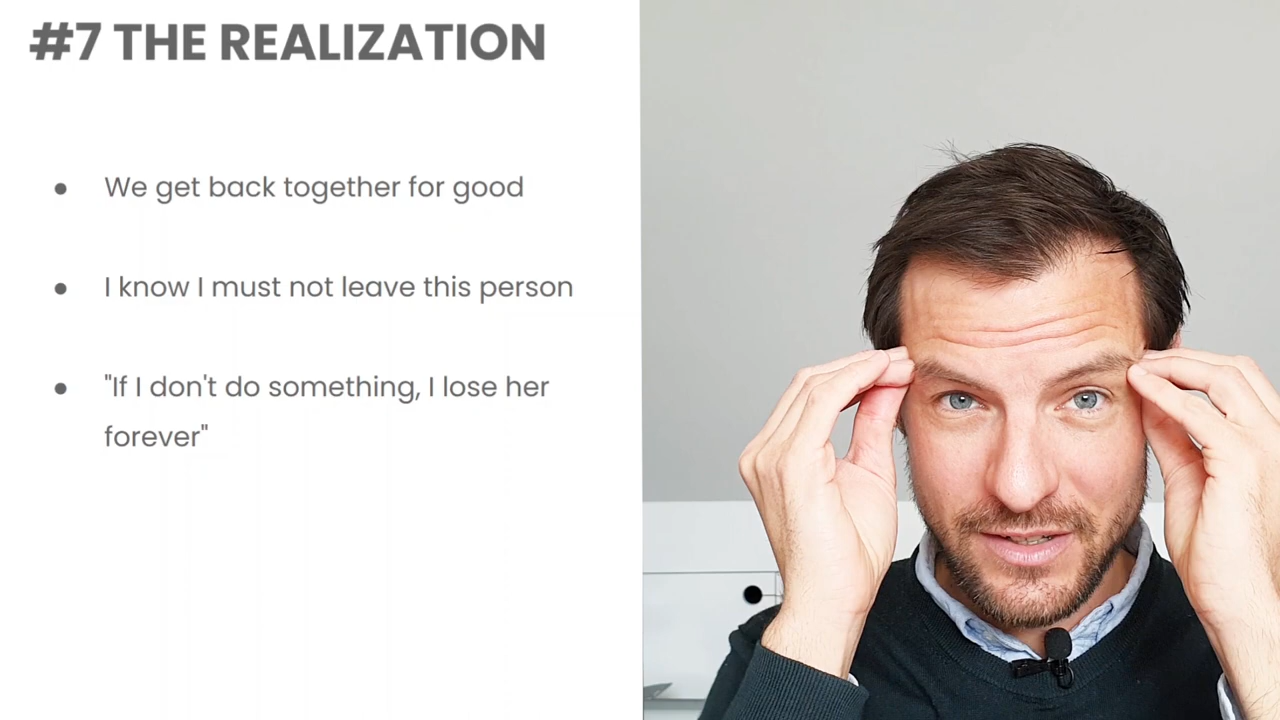 #7 THE REALIZATION
● We get back together for good
● I know I must not leave this person
● "If I don't do something, I lose her
forever"